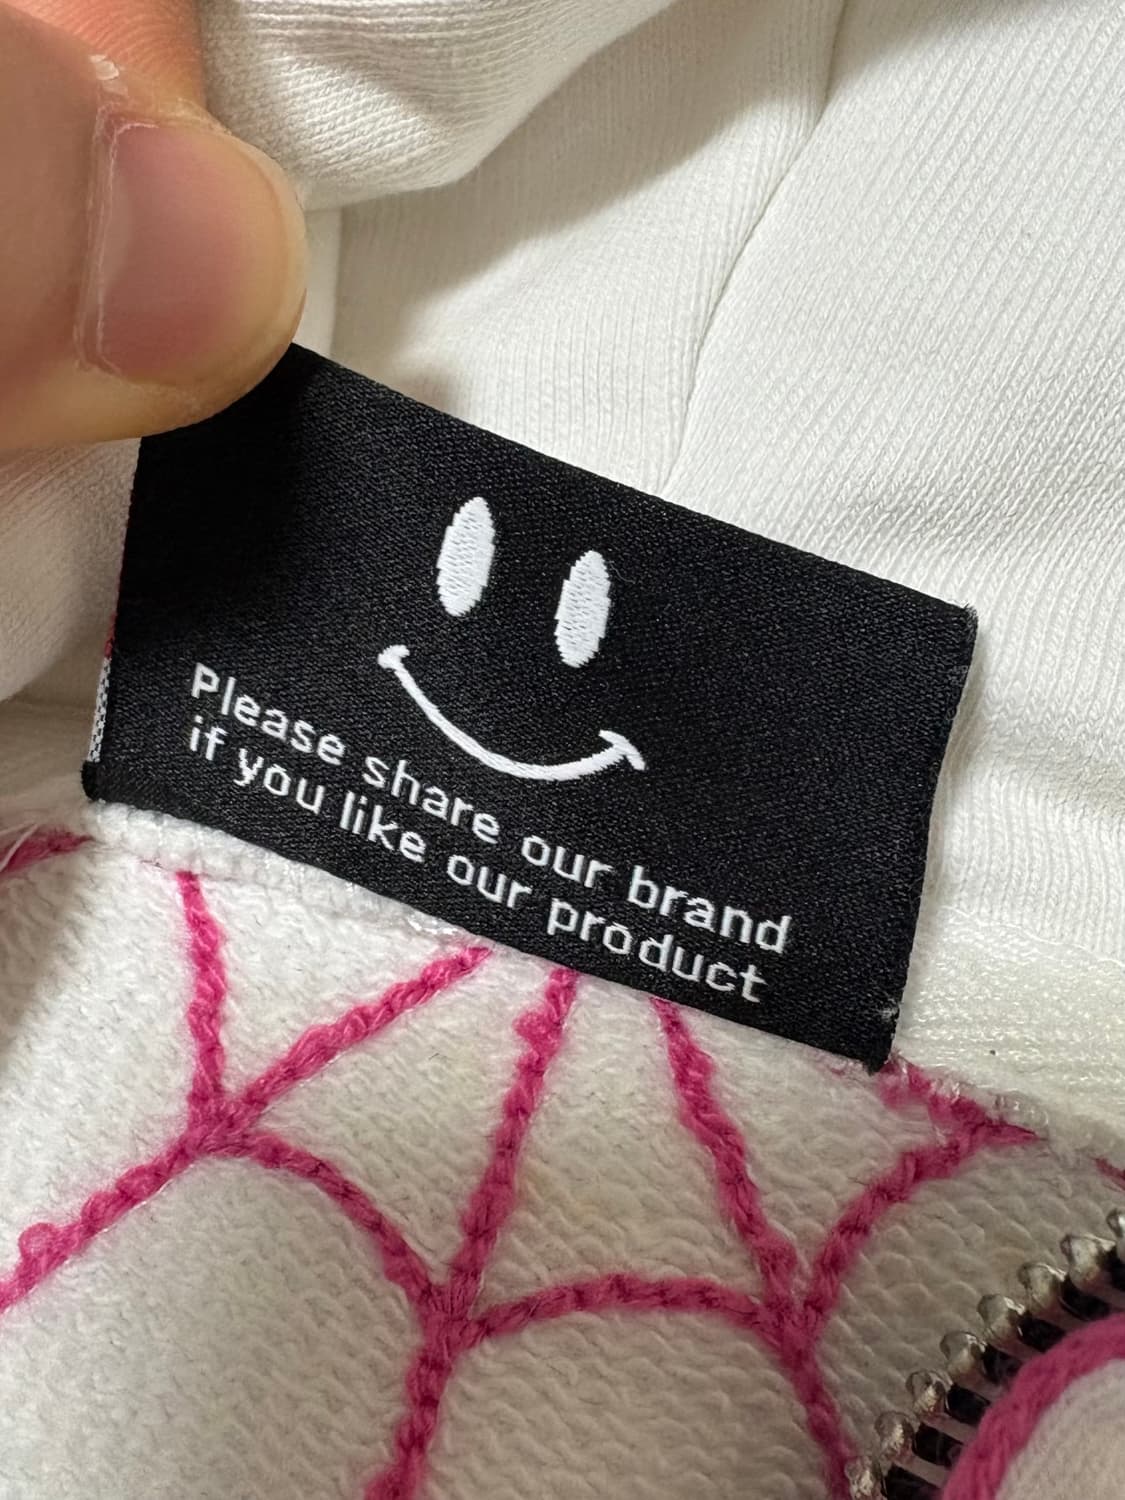 Please share our brand
if you like our product